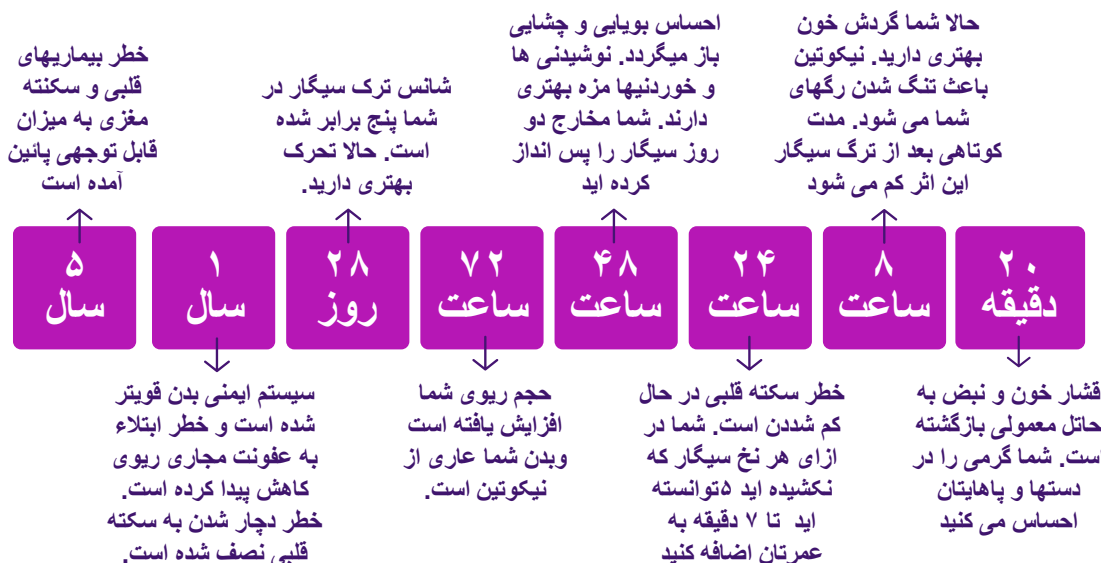 حالا شما گردش خون
بهتری دارید. نیکوتین
باعث تنگ شدن رگهای
شما می شود. مدت
کوتاهی بعد از ترگ سیگار
این اثر کم می شود
احساس بویایی و چشایی
باز میگردد. نوشیدنی ها
و خوردنیها مزه بهتری
دارند. شما مخارج دو
روز سیگار را پس انداز
کرده اید
شانس ترک سیگار در
شما پنج برابر شده
است. حالا تحرک
بهتری دارید.
خطر بیماریهای
قلبی و سکنته
مغزی به میزان
قابل توجهی پائین
آمده است
۲۰
دقیقه
۸
ساعت
۲۴
ساعت
۴۸
ساعت
۷۲
ساعت
۲۸
روز
۱
سال
۵
سال
قشار خون و نبض به
حاتل معمولی بازگشته
است. شما گرمی را در
دستها و پاهایتان
احساس می کنید
خطر سکته قلبی در حال
کم شددن است. شما در
ازای هر نخ سیگار که
نکشیده اید ۵توانسته
اید تا ۷ دقیقه به
عمرتان اضافه کنید
حجم ریوی شما
افزایش یافته است
وبدن شما عاری از
نیکوتین است.
سیستم ایمنی بدن قویتر
شده است و خطر ابتلاء
به عفونت مجاری ریوی
کاهش پیدا کرده است.
خطر دچار شدن به سکته
قلبی نصف شده است.